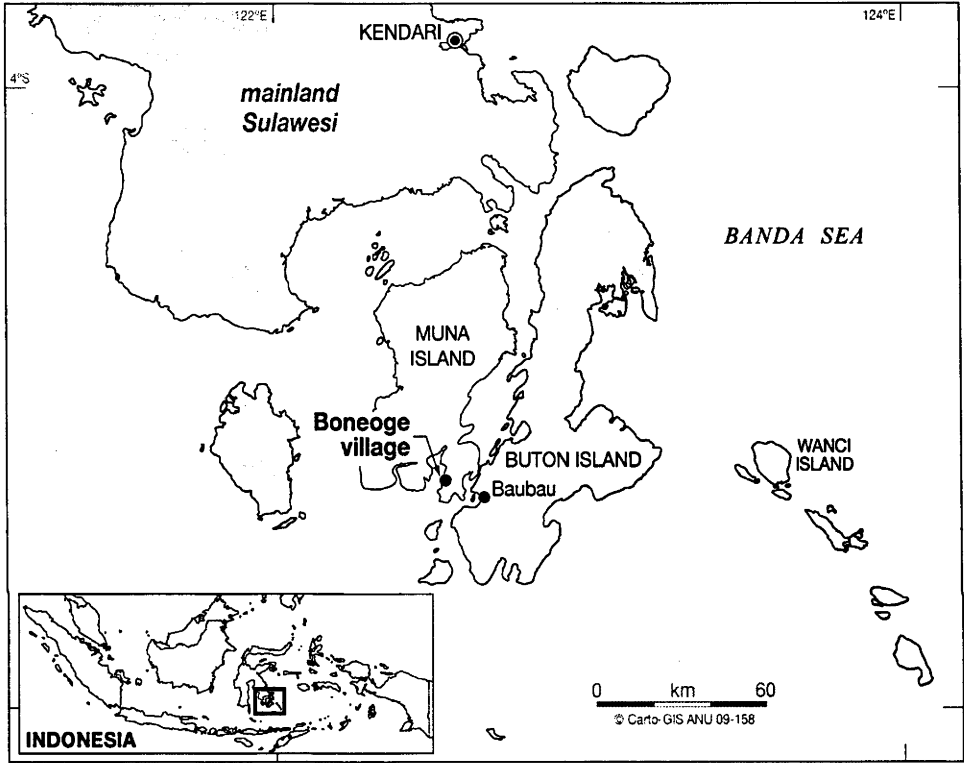 122°E
124°E
KENDARI
4°S
mainland
Sulawesi
BANDA SEA
MUNA
ISLAND
Boneoge
village
BUTON ISLAND
WANCI
ISLAND
Baubau
0 km 60
© Carto-GIS ANU 09-158
INDONESIA